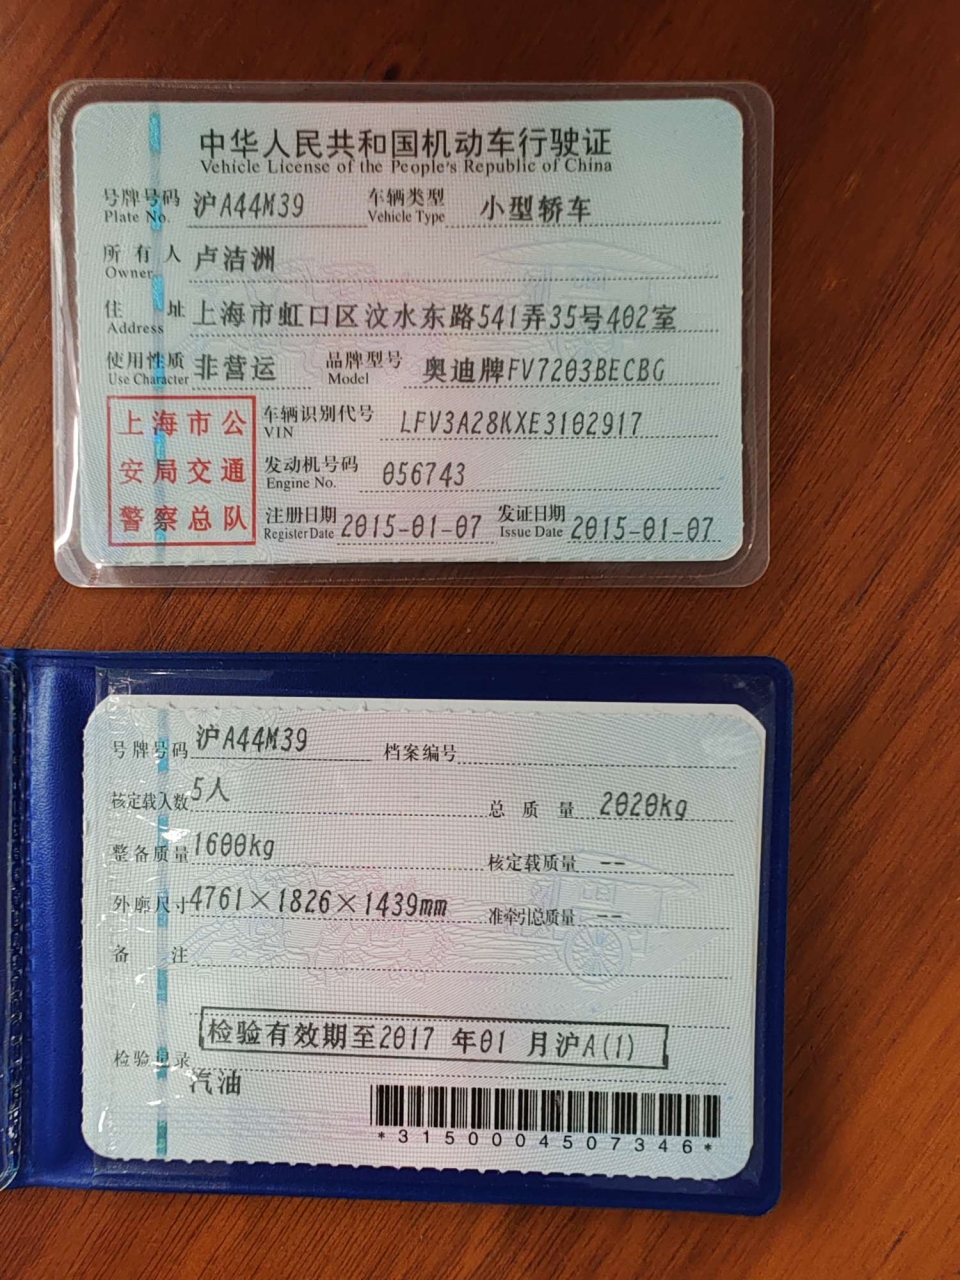 中华人民共和国机动车行驶证
Vehicle License of the People's Republic of China
号牌号码 沪A44M39 车辆类型 小型轿车
Plate No. Vehicle Type
所有人 卢洁洲
Owner
住址 上海市虹口区汶水东路541弄35号402室
Address
使用性质 非营运 品牌型号 奥迪牌FV7203BECBG
Use Character Model
上海市公安局交通警察总队
车辆识别代号 LFV3A28KXE3102917
VIN
发动机号码 056743
Engine No.
注册日期 2015-01-07 发证日期 2015-01-07
Register Date Issue Date
号牌号码 沪A44M39 档案编号
核定载人数 5人 总质量 2020kg
整备质量 1600kg 核定载质量 --
外廓尺寸 4761×1826×1439mm 准牵引总质量 --
备注
检验有效期至2017 年01 月沪A(1)
检验记录
汽油
*3150004507346*